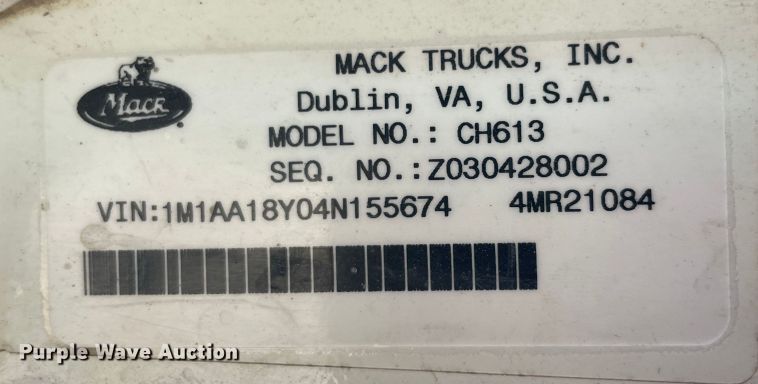 Mack
MACK TRUCKS, INC.
Dublin, VA, U.S.A.
MODEL NO.: CH613
SEQ. NO.:Z030428002
VIN:1M1AA18Y04N155674 4MR21084
Purple Wave Auction